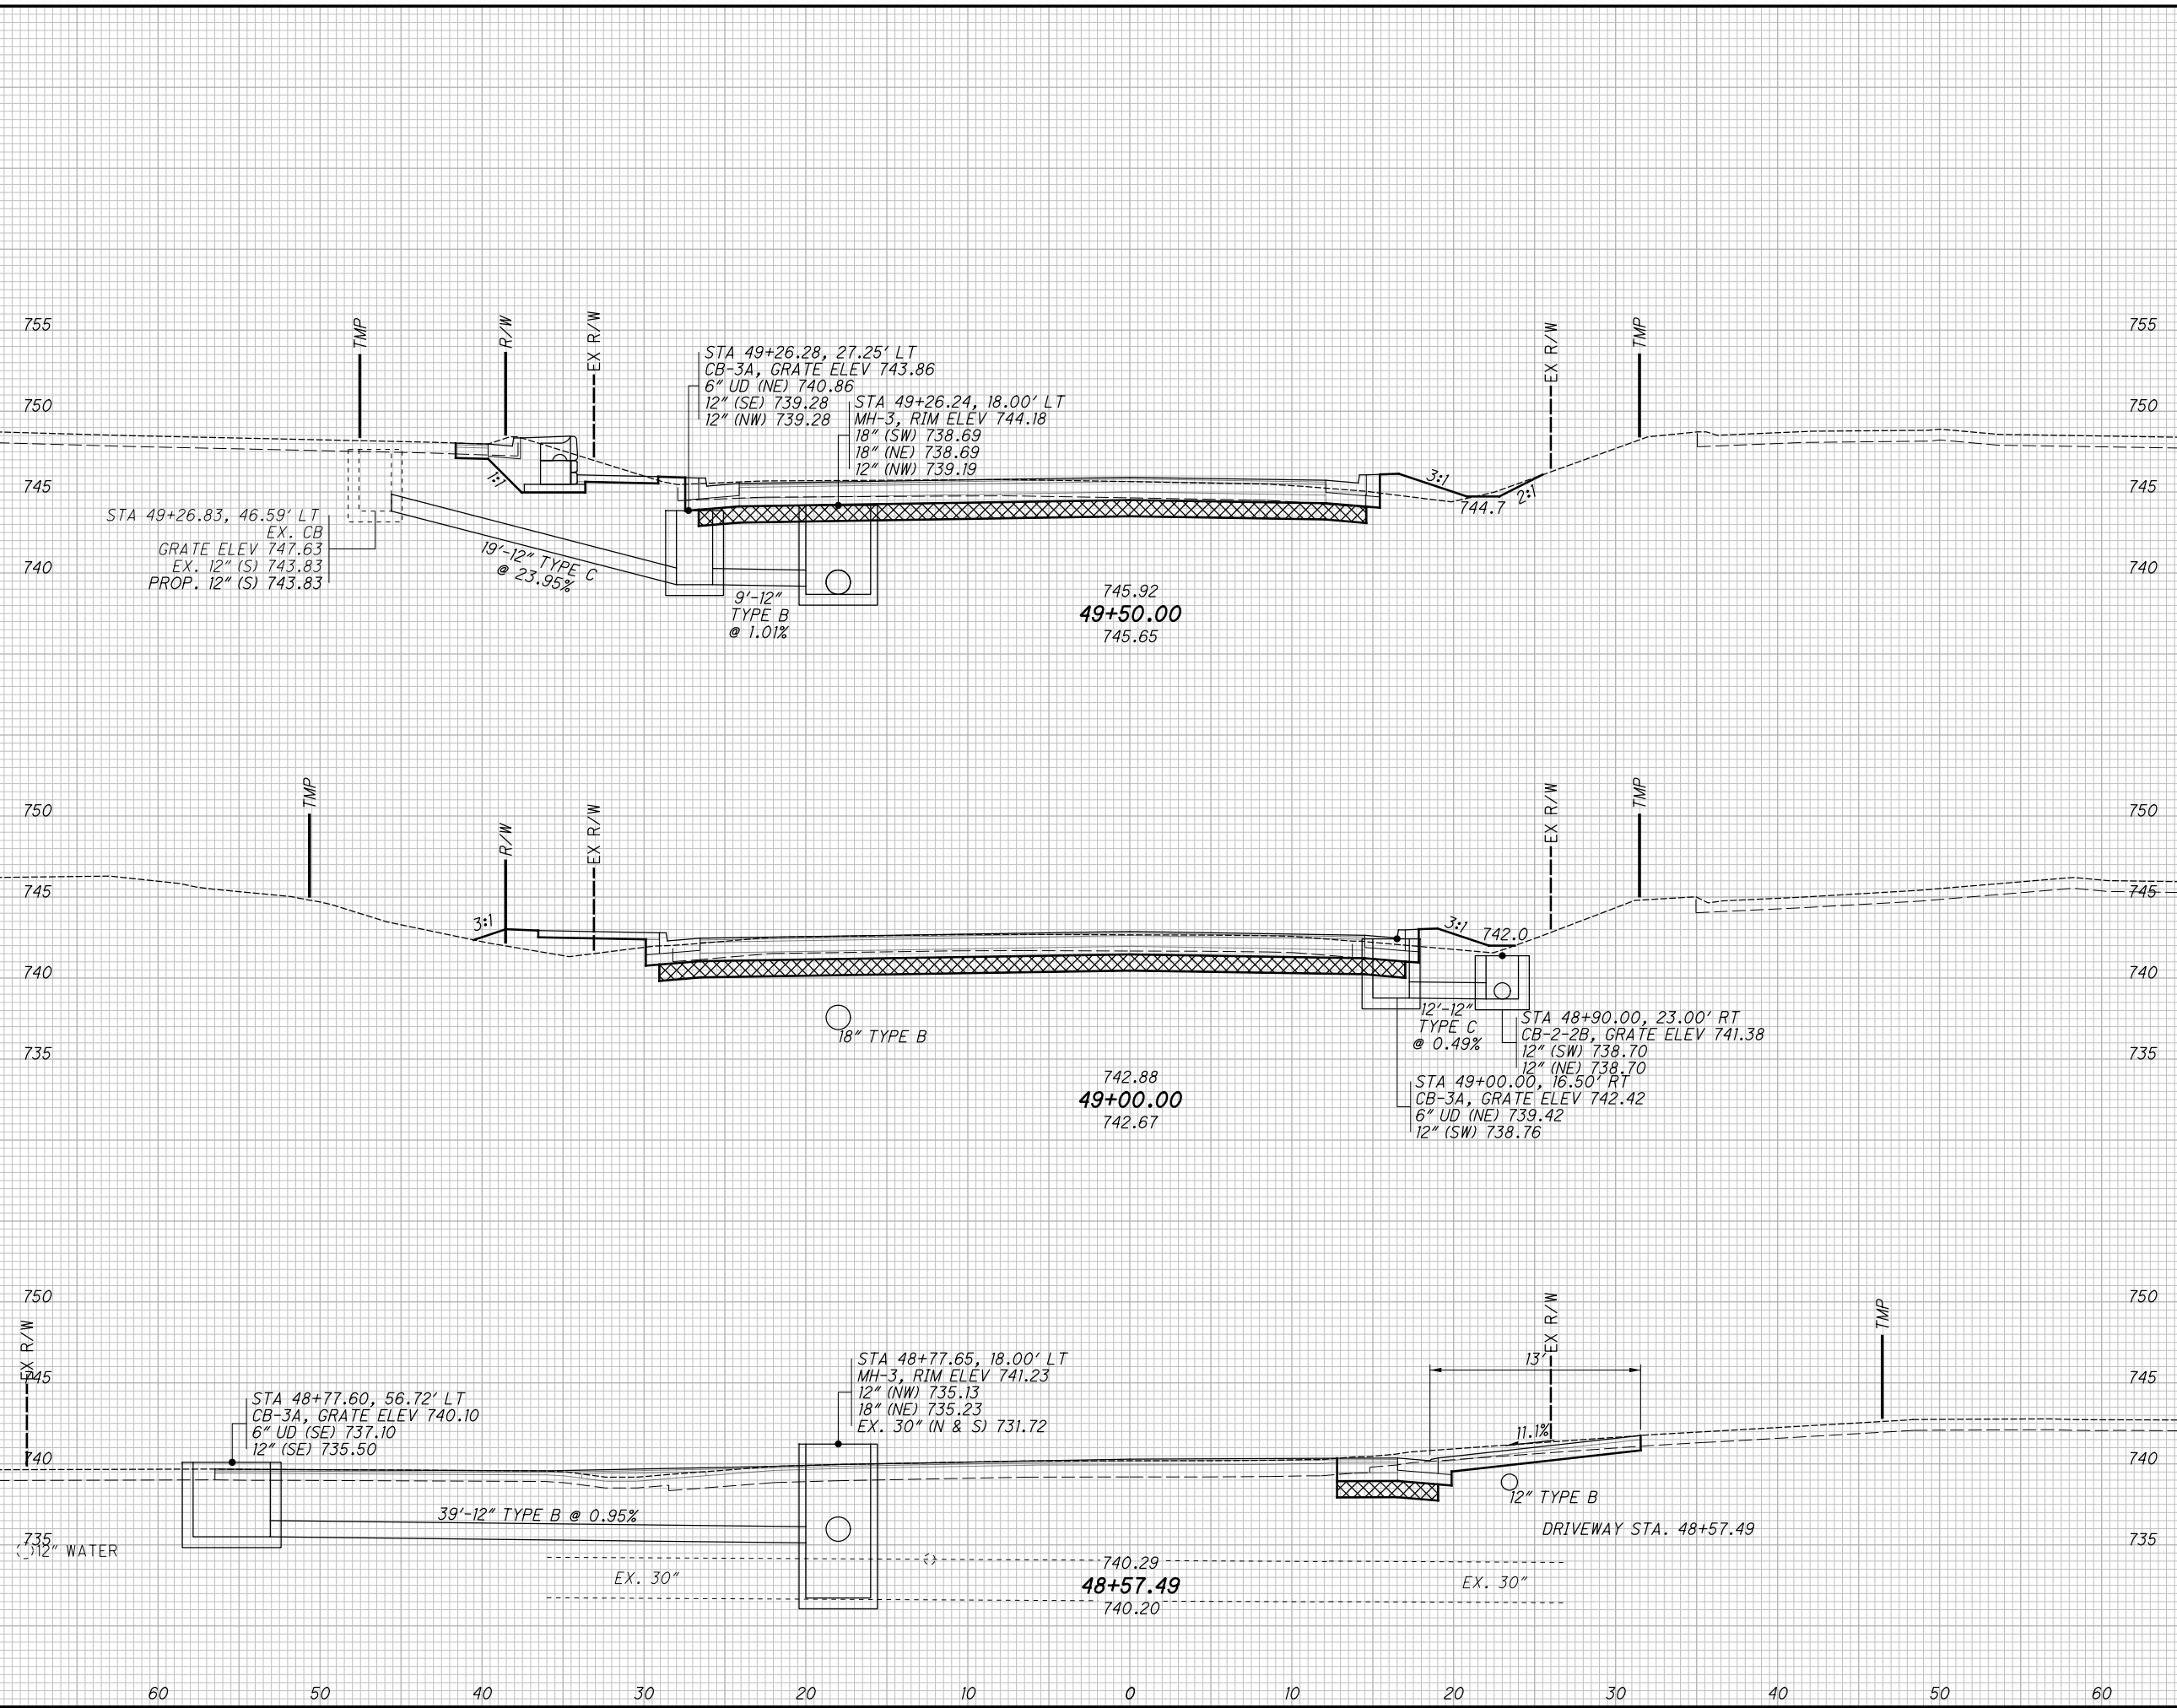 755
TMP
R/W
EX R/W
STA 49+26.28, 27.25' LT
CB-3A, GRATE ELEV 743.86
6" UD (NE) 740.86
12" (SE) 739.28
12" (NW) 739.28
STA 49+26.24, 18.00' LT
MH-3, RIM ELEV 744.18
18" (SW) 738.69
18" (NE) 738.69
12" (NW) 739.19
EX R/W
TMP
755
750
750
745
1:1
3:1
744.7
2:1
745
STA 49+26.83, 46.59' LT
EX. CB
GRATE ELEV 747.63
EX. 12" (S) 743.83
PROP. 12" (S) 743.83
19'-12" TYPE C
@ 23.95%
740
740
9'-12"
TYPE B
@ 1.01%
745.92
49+50.00
745.65
750
TMP
R/W
EX R/W
EX R/W
TMP
750
745
745
3:1
3:1
742.0
740
740
18" TYPE B
12'-12"
TYPE C
@ 0.49%
STA 48+90.00, 23.00' RT
CB-2-2B, GRATE ELEV 741.38
12" (SW) 738.70
12" (NE) 738.70
735
735
742.88
49+00.00
742.67
STA 49+00.00, 16.50' RT
CB-3A, GRATE ELEV 742.42
6" UD (NE) 739.42
12" (SW) 738.76
750
EX R/W
EX R/W
TMP
750
745
STA 48+77.60, 56.72' LT
CB-3A, GRATE ELEV 740.10
6" UD (SE) 737.10
12" (SE) 735.50
STA 48+77.65, 18.00' LT
MH-3, RIM ELEV 741.23
12" (NW) 735.13
18" (NE) 735.23
EX. 30" (N & S) 731.72
13'
745
740
11.1%
740
39'-12" TYPE B @ 0.95%
12" TYPE B
735
12" WATER
DRIVEWAY STA. 48+57.49
735
EX. 30"
740.29
48+57.49
740.20
EX. 30"
60 50 40 30 20 10 0 10 20 30 40 50 60